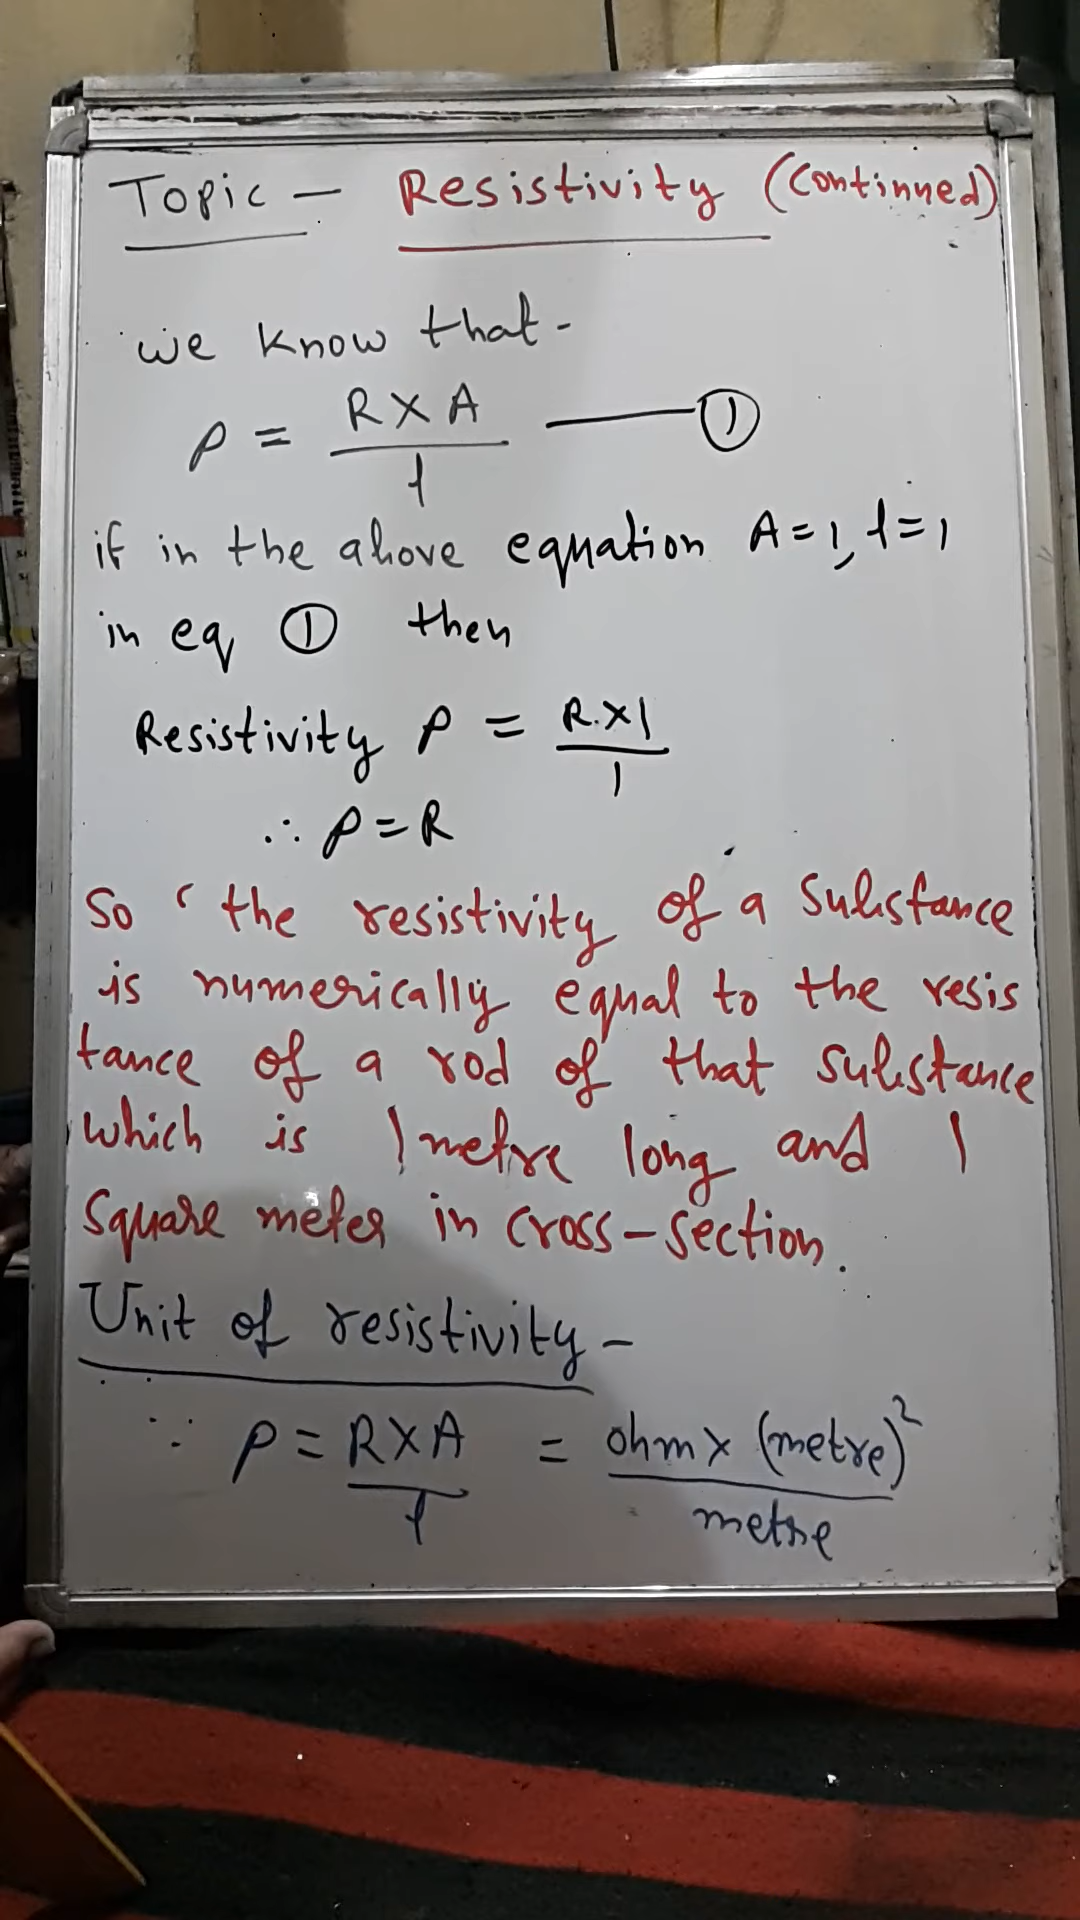 Topic - Resistivity (Continued)
we know that -
ρ = R X A / l ——— ①
if in the above equation A = 1, l = 1
in eq ① then
Resistivity ρ = R. X 1 / 1
∴ ρ = R
So ‘ the resistivity of a Substance
is numerically equal to the resis
tance of a rod of that substance
which is 1 metre long and 1
Square meter in cross-section.
Unit of resistivity -
∵ ρ = R X A / l = ohm x (metre)² / metre